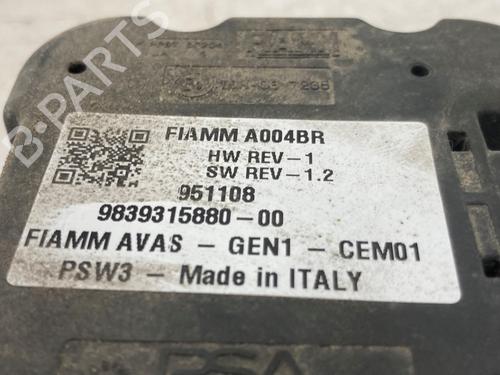 FIAMM A004BR
HW REV-1
SW REV-1.2
951108
9839315880-00
FIAMM AVAS - GEN1 - CEM01
PSW3 - Made in ITALY
PSA